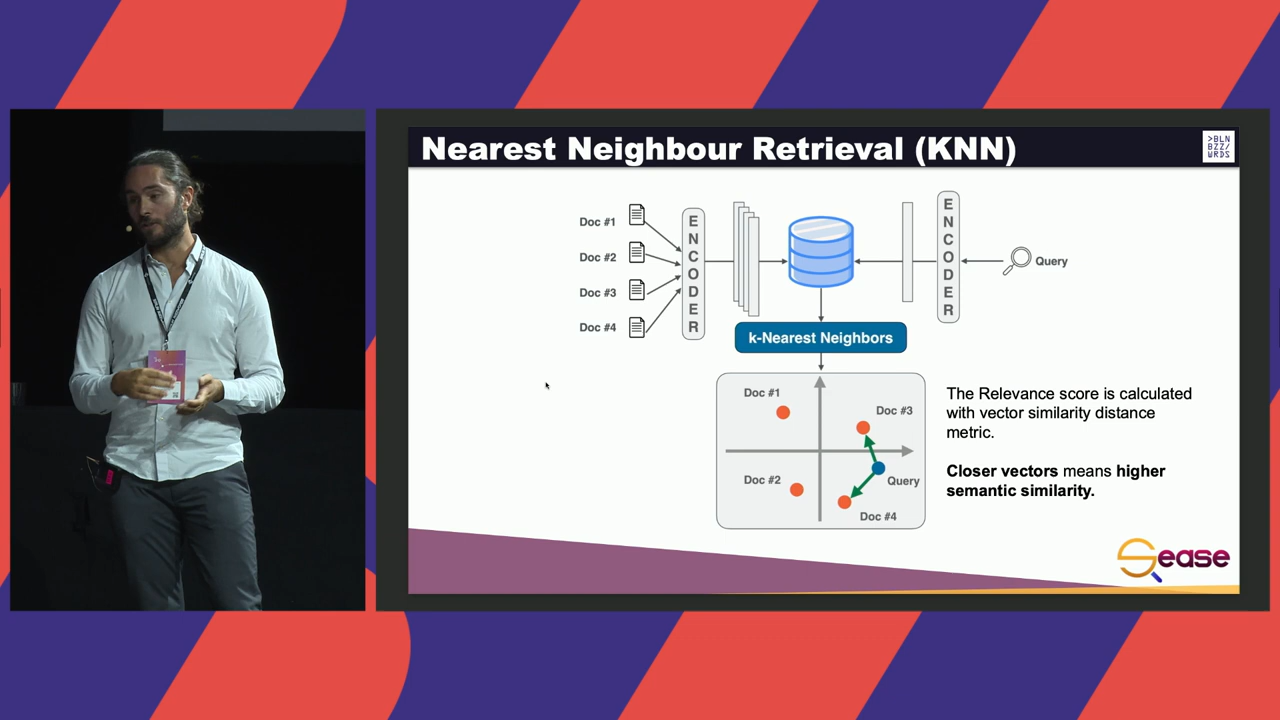 Nearest Neighbour Retrieval (KNN)
>BLN
BZZ/
WRDS
Doc #1
Doc #2
Doc #3
Doc #4
ENCODER
ENCODER
Query
k-Nearest Neighbors
Doc #1
Doc #3
Doc #2
Query
Doc #4
The Relevance score is calculated
with vector similarity distance
metric.
Closer vectors means higher
semantic similarity.
Sease